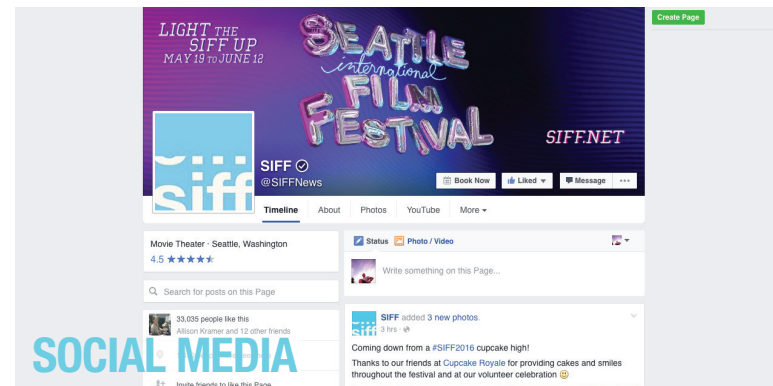 Create Page
LIGHT THE
SIFF UP
MAY 19 TO JUNE 12
SEATTLE
international
FILM
FESTIVAL
SIFF.NET
siff
SIFF
@SIFFNews
Book Now
Liked
Message
Timeline About Photos YouTube More
Movie Theater · Seattle, Washington
4.5 ★★★★
Search for posts on this Page
33,035 people like this
Allison Kramer and 12 other friends
Invite friends to like this Page
Status Photo / Video
Write something on this Page...
siff
SIFF added 3 new photos.
3 hrs ·
Coming down from a #SIFF2016 cupcake high!
Thanks to our friends at Cupcake Royale for providing cakes and smiles
throughout the festival and at our volunteer celebration
SOCIAL MEDIA